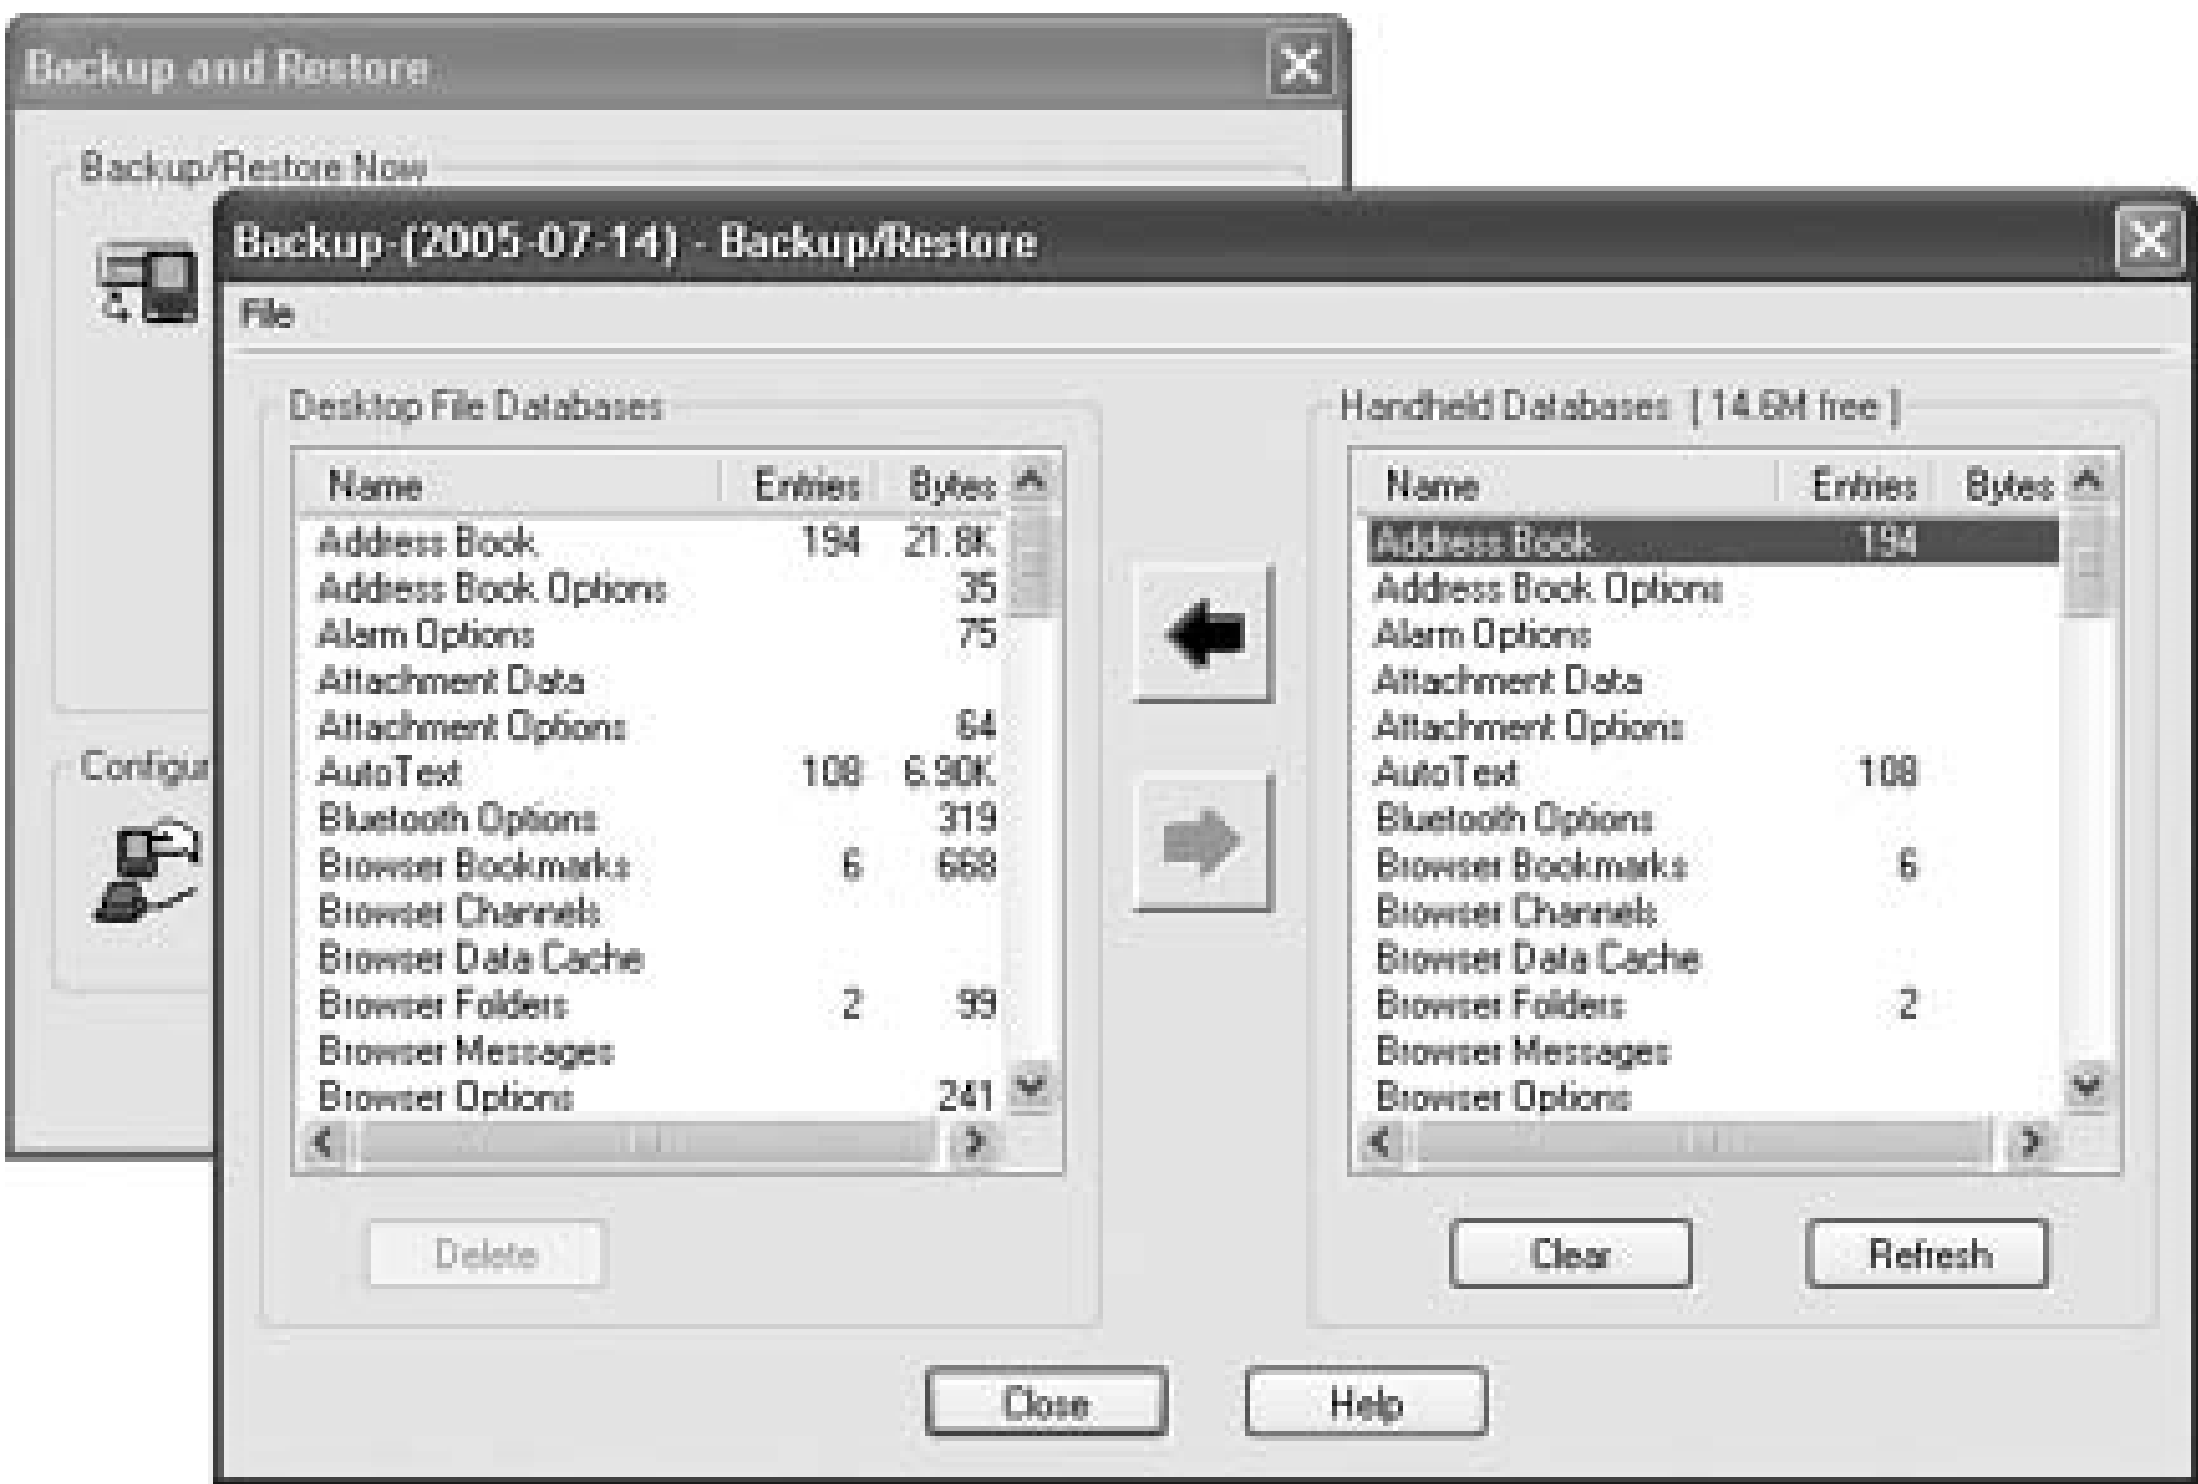 Backup and Restore
Backup/Restore Now
Backup-(2005-07-14) - Backup/Restore
File
Desktop File Databases
Name Entries Bytes
Address Book 194 21.8K
Address Book Options 35
Alarm Options 75
Attachment Data
Attachment Options 64
AutoText 108 6.90K
Bluetooth Options 319
Browser Bookmarks 6 668
Browser Channels
Browser Data Cache
Browser Folders 2 99
Browser Messages
Browser Options 241
Delete
Handheld Databases [ 14.6M free ]
Name Entries Bytes
Address Book 194
Address Book Options
Alarm Options
Attachment Data
Attachment Options
AutoText 108
Bluetooth Options
Browser Bookmarks 6
Browser Channels
Browser Data Cache
Browser Folders 2
Browser Messages
Browser Options
Clear Refresh
Configur
Close Help